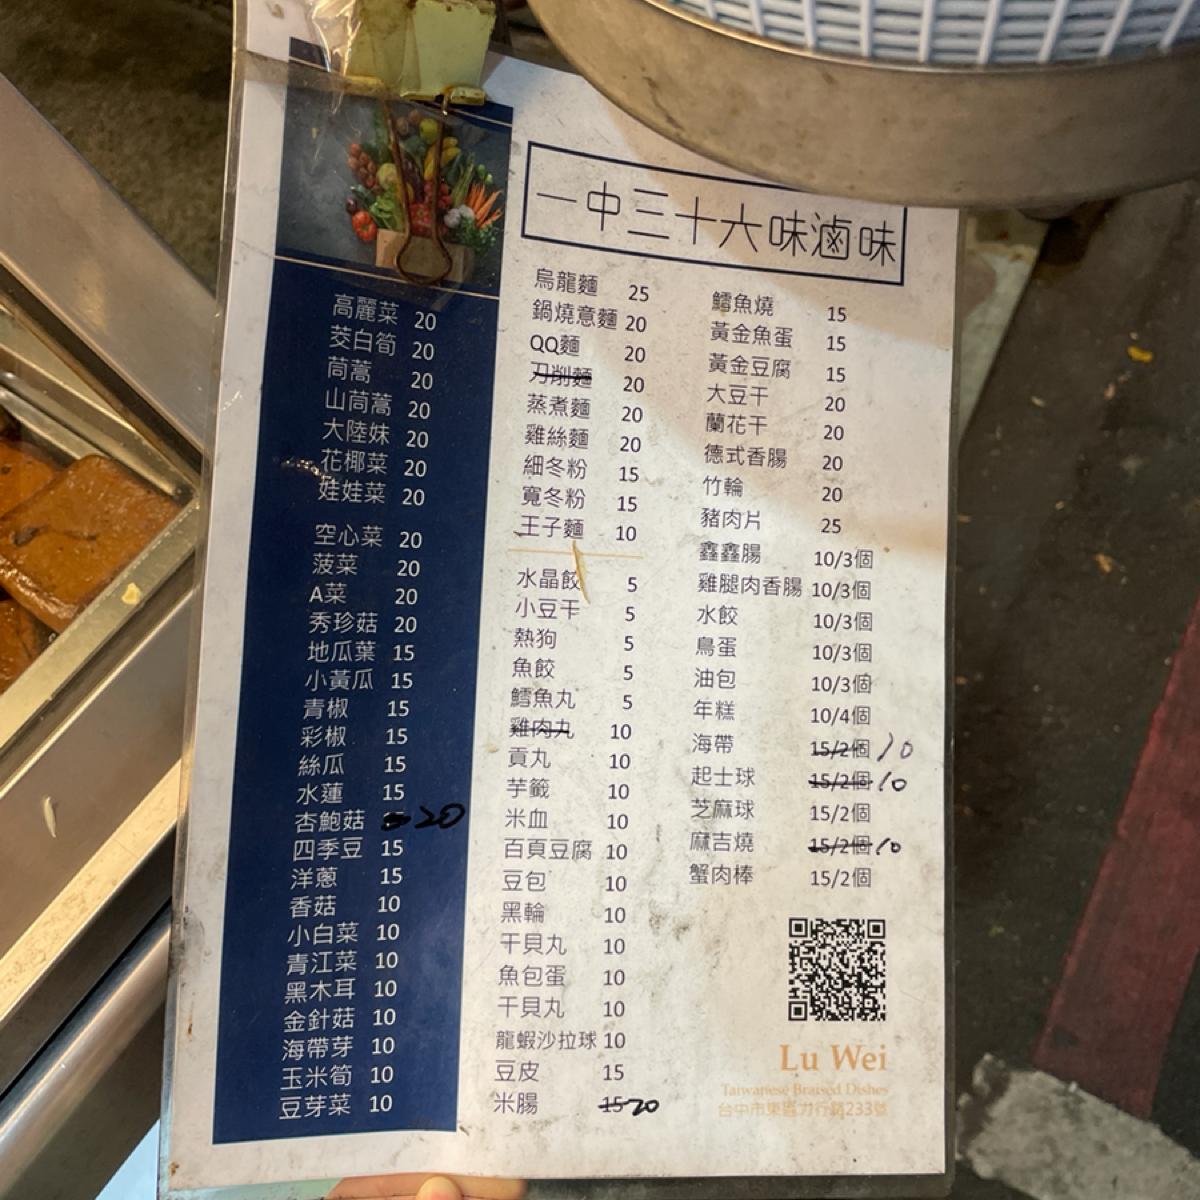 一中三十六味滷味
高麗菜 20
茭白筍 20
茼蒿 20
山茼蒿 20
大陸妹 20
花椰菜 20
娃娃菜 20
空心菜 20
菠菜 20
A菜 20
秀珍菇 20
地瓜葉 15
小黃瓜 15
青椒 15
彩椒 15
絲瓜 15
水蓮 15
杏鮑菇 20
四季豆 15
洋蔥 15
香菇 10
小白菜 10
青江菜 10
黑木耳 10
金針菇 10
海帶芽 10
玉米筍 10
豆芽菜 10
烏龍麵 25
鍋燒意麵 20
QQ麵 20
刀削麵 20
蒸煮麵 20
雞絲麵 20
細冬粉 15
寬冬粉 15
王子麵 10
水晶餃 5
小豆干 5
熱狗 5
魚餃 5
鱈魚丸 5
雞肉丸 10
貢丸 10
芋籤 10
米血 10
百頁豆腐 10
豆包 10
黑輪 10
干貝丸 10
魚包蛋 10
干貝丸 10
龍蝦沙拉球 10
豆皮 15
米腸 15 20
鱈魚燒 15
黃金魚蛋 15
黃金豆腐 15
大豆干 20
蘭花干 20
德式香腸 20
竹輪 20
豬肉片 25
鑫鑫腸 10/3個
雞腿肉香腸 10/3個
水餃 10/3個
鳥蛋 10/3個
油包 10/3個
年糕 10/4個
海帶 15/2個 10
起士球 15/2個 10
芝麻球 15/2個
麻吉燒 15/2個 10
蟹肉棒 15/2個
Lu Wei
Taiwanese Braised Dishes
台中市東區力行路233號